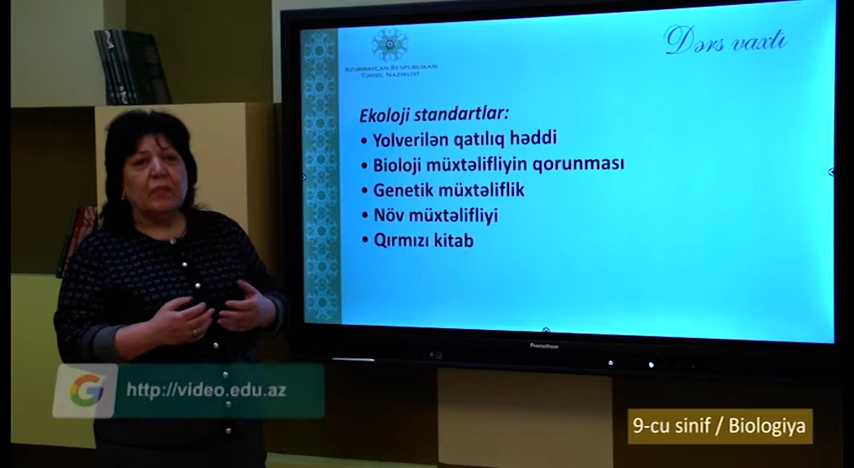 AZƏRBAYCAN RESPUBLİKASI
TƏHSİL NAZİRLİYİ
Dərs vaxtı
Ekoloji standartlar:
• Yolverilən qatılıq həddi
• Bioloji müxtəlifliyin qorunması
• Genetik müxtəliflik
• Növ müxtəlifliyi
• Qırmızı kitab
Promethean
G http://video.edu.az
9-cu sinif / Biologiya